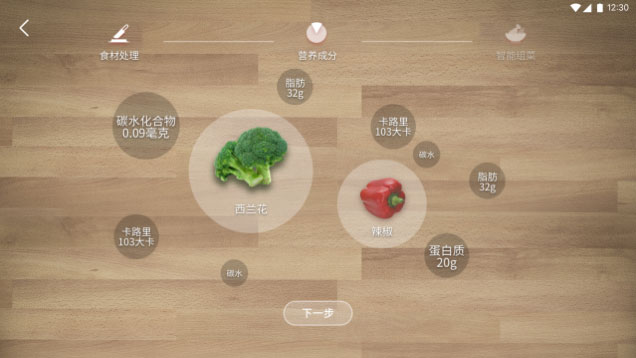 12:30
食材处理
营养成分
智能组菜
脂肪
32g
碳水化合物
0.09毫克
卡路里
103大卡
碳水
脂肪
32g
西兰花
辣椒
卡路里
103大卡
蛋白质
20g
碳水
下一步